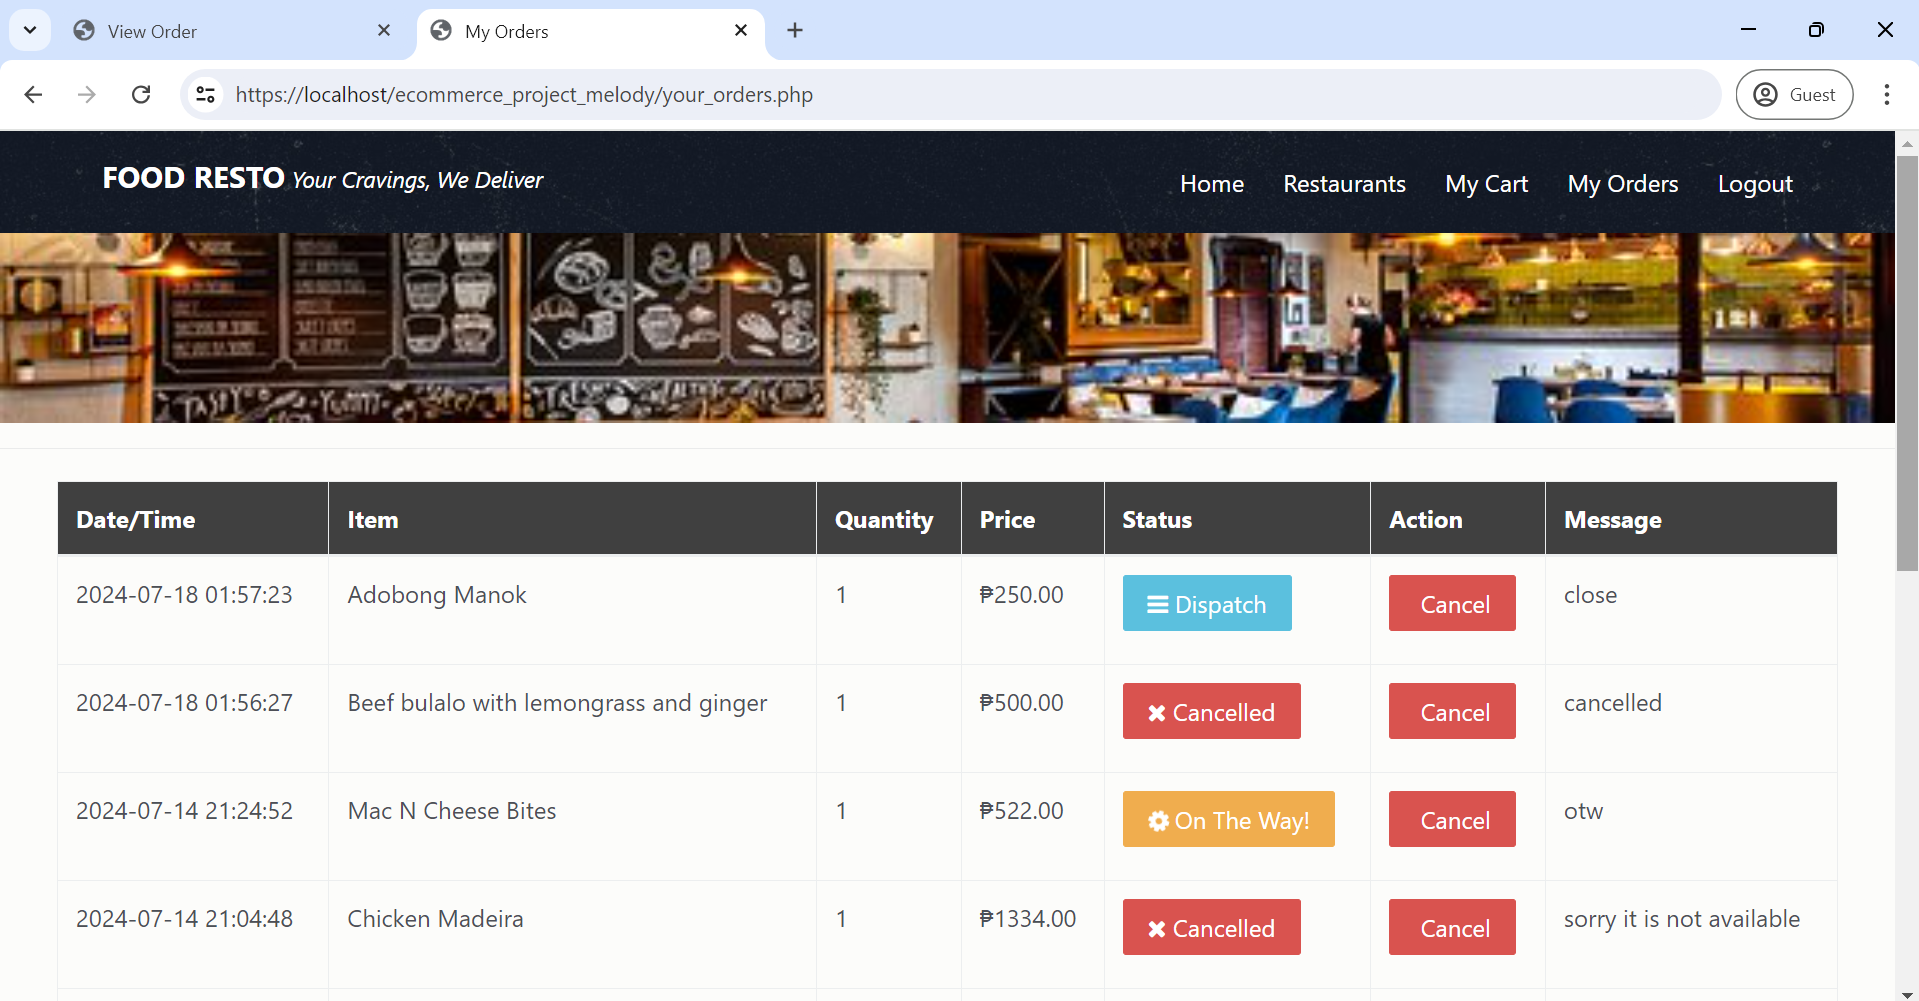 View Order
My Orders
https://localhost/ecommerce_project_melody/your_orders.php
Guest
FOOD RESTO Your Cravings, We Deliver
Home Restaurants My Cart My Orders Logout
Date/Time Item Quantity Price Status Action Message
2024-07-18 01:57:23 Adobong Manok 1 ₱250.00 Dispatch Cancel close
2024-07-18 01:56:27 Beef bulalo with lemongrass and ginger 1 ₱500.00 Cancelled Cancel cancelled
2024-07-14 21:24:52 Mac N Cheese Bites 1 ₱522.00 On The Way! Cancel otw
2024-07-14 21:04:48 Chicken Madeira 1 ₱1334.00 Cancelled Cancel sorry it is not available